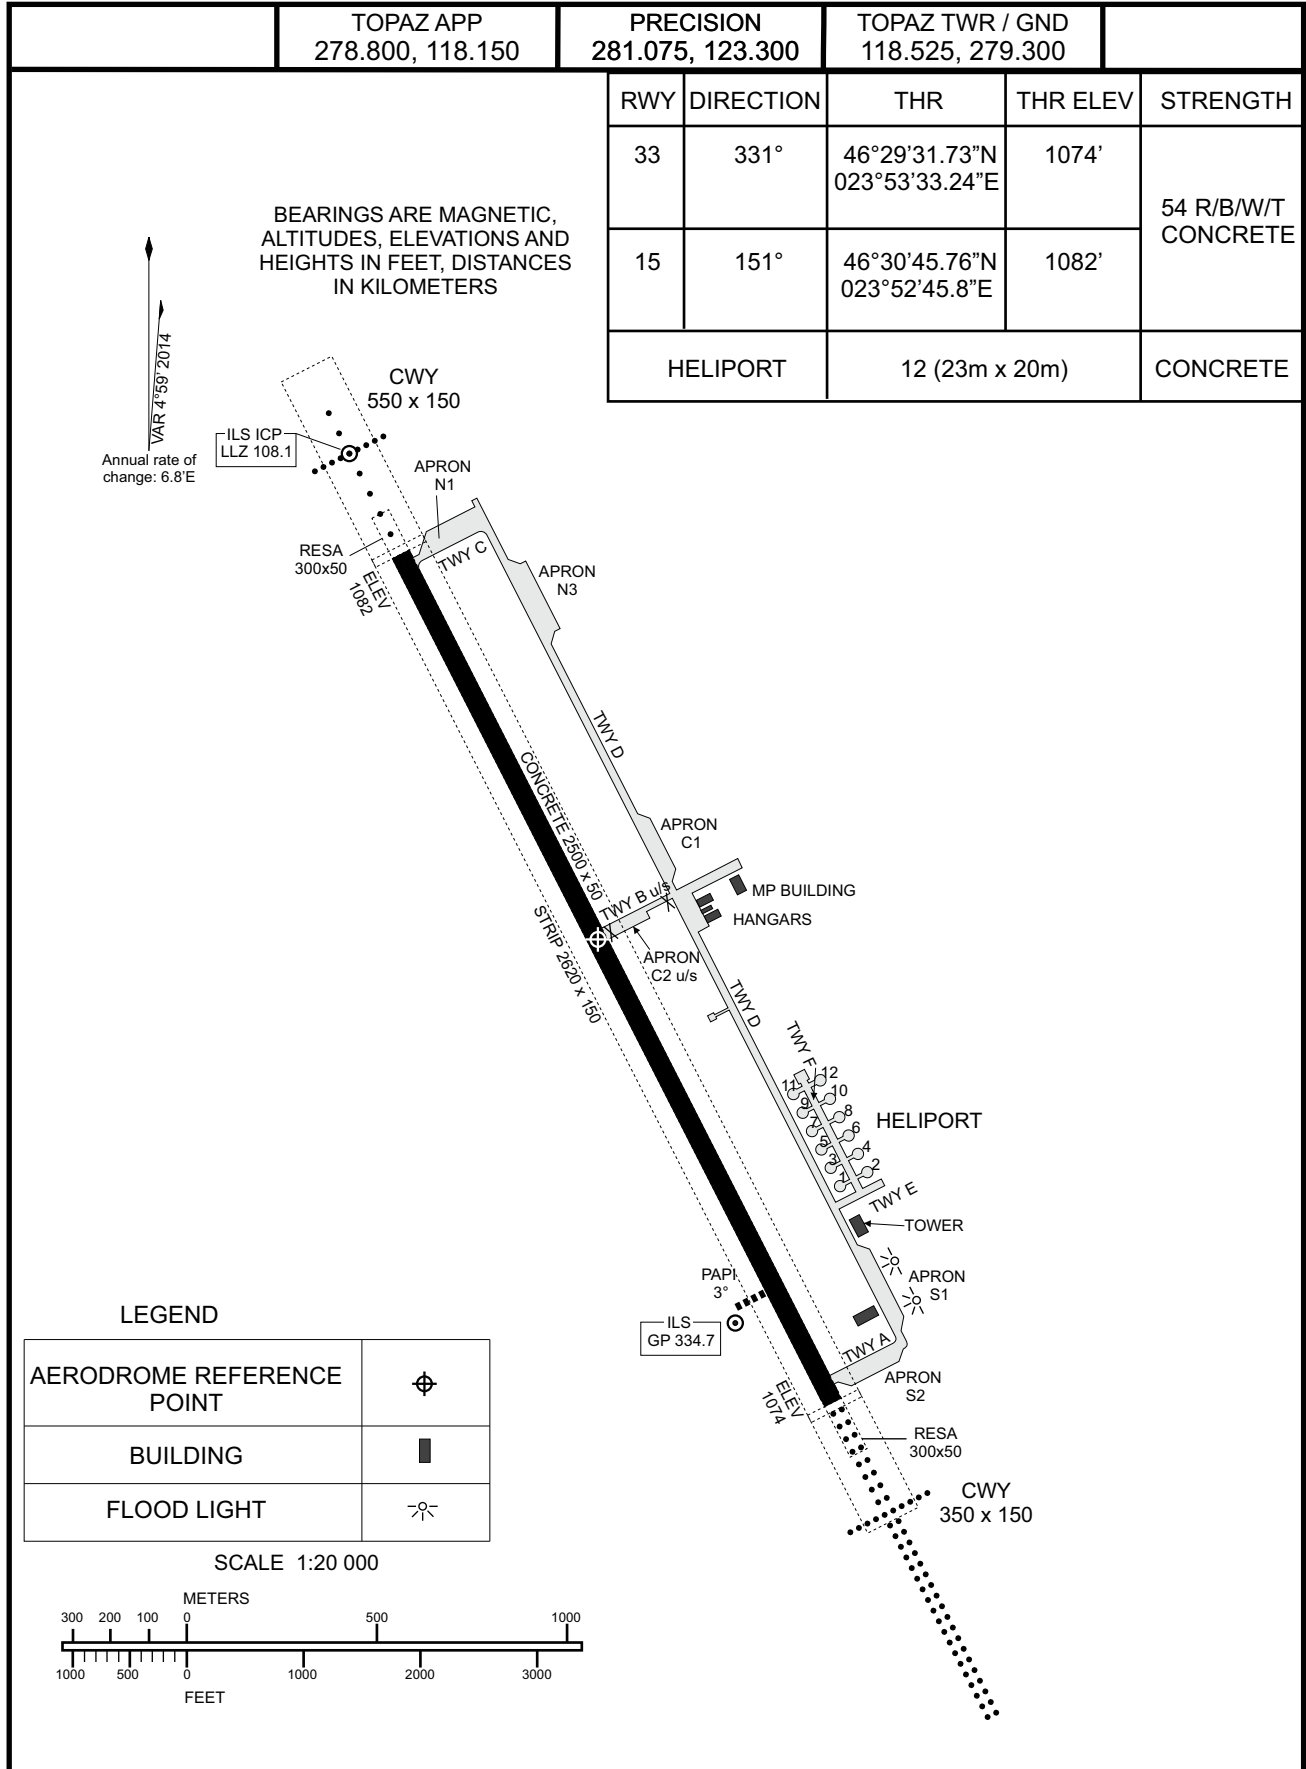 TOPAZ APP
278.800, 118.150
PRECISION
281.075, 123.300
TOPAZ TWR / GND
118.525, 279.300
RWY DIRECTION THR THR ELEV STRENGTH
33 331° 46°29’31.73”N 1074’
023°53’33.24”E
54 R/B/W/T
CONCRETE
15 151° 46°30’45.76”N 1082’
023°52’45.8”E
HELIPORT 12 (23m x 20m) CONCRETE
BEARINGS ARE MAGNETIC,
ALTITUDES, ELEVATIONS AND
HEIGHTS IN FEET, DISTANCES
IN KILOMETERS
VAR 4°59’ 2014
Annual rate of
change: 6.8’E
CWY
550 x 150
ILS ICP
LLZ 108.1
APRON
N1
RESA
300x50
TWY C
ELEV
1082
APRON
N3
TWY D
CONCRETE 2500 x 50
STRIP 2620 x 150
APRON
C1
TWY B u/s
MP BUILDING
HANGARS
APRON
C2 u/s
TWY D
TWY F
12
11
10
9
8
7
6
5
4
3
2
1
HELIPORT
TWY E
TOWER
APRON
S1
PAPI
3°
ILS
GP 334.7
TWY A
APRON
S2
ELEV
1074
RESA
300x50
CWY
350 x 150
LEGEND
AERODROME REFERENCE
POINT
BUILDING
FLOOD LIGHT
SCALE 1:20 000
METERS
300 200 100 0 500 1000
1000 500 0 1000 2000 3000
FEET